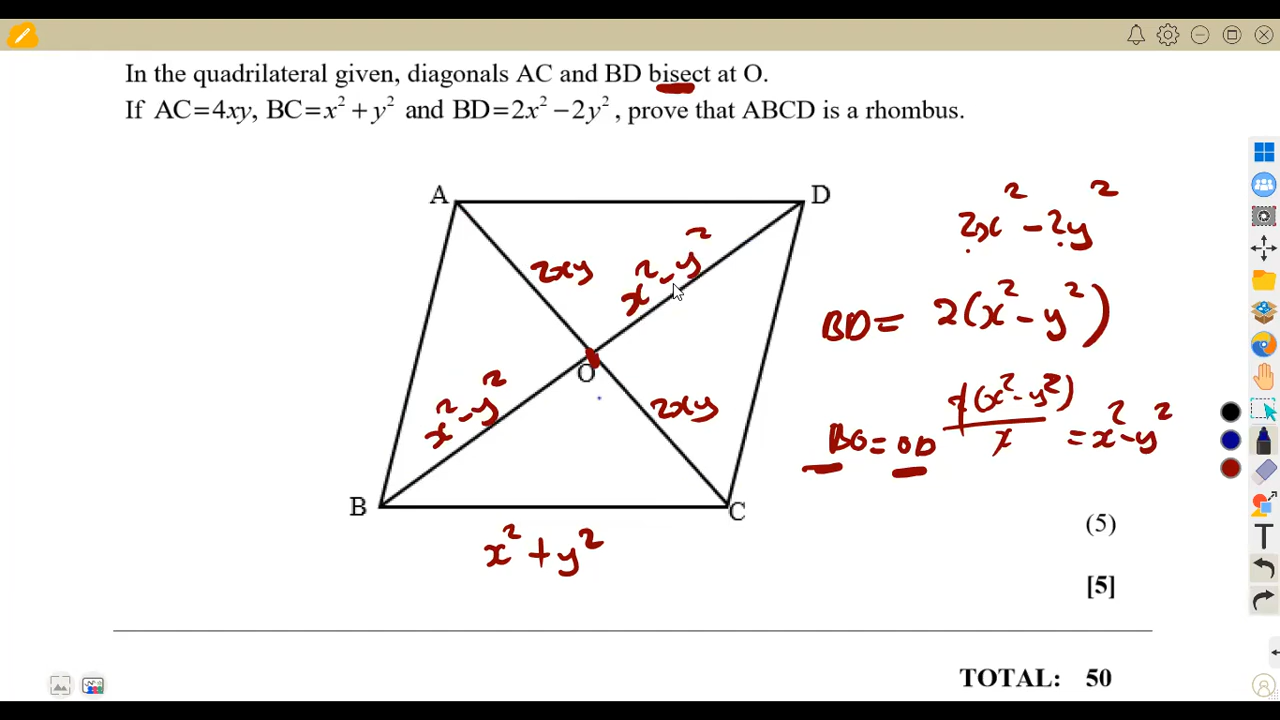 In the quadrilateral given, diagonals AC and BD bisect at O.
If AC=4xy, BC=x²+y² and BD=2x²−2y², prove that ABCD is a rhombus.
A
D
2x²−2y²
2xy
x²−y²
BD= 2(x²−y²)
O
x²−y²
2xy
BO=OD 2(x²−y²)/2 =x²−y²
B
C
x²+y²
(5)
[5]
T
TOTAL: 50